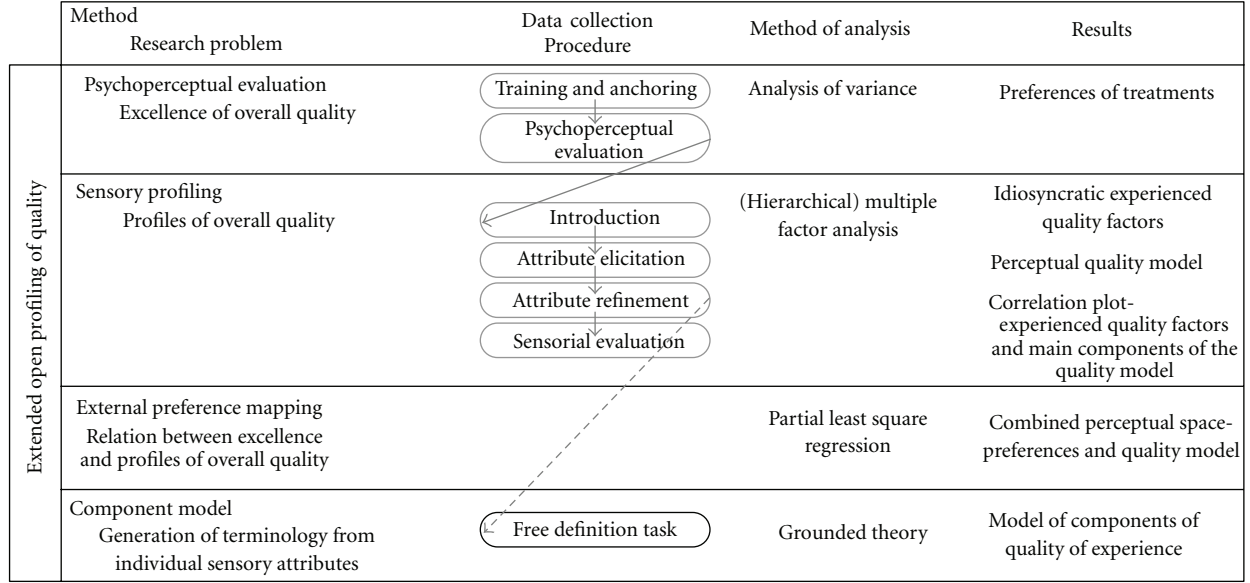 Method
Research problem
Data collection
Procedure
Method of analysis
Results
Extended open profiling of quality
Psychoperceptual evaluation
Excellence of overall quality
Training and anchoring
Psychoperceptual
evaluation
Analysis of variance
Preferences of treatments
Sensory profiling
Profiles of overall quality
Introduction
Attribute elicitation
Attribute refinement
Sensorial evaluation
(Hierarchical) multiple
factor analysis
Idiosyncratic experienced
quality factors
Perceptual quality model
Correlation plot-
experienced quality factors
and main components of the
quality model
External preference mapping
Relation between excellence
and profiles of overall quality
Partial least square
regression
Combined perceptual space-
preferences and quality model
Component model
Generation of terminology from
individual sensory attributes
Free definition task
Grounded theory
Model of components of
quality of experience